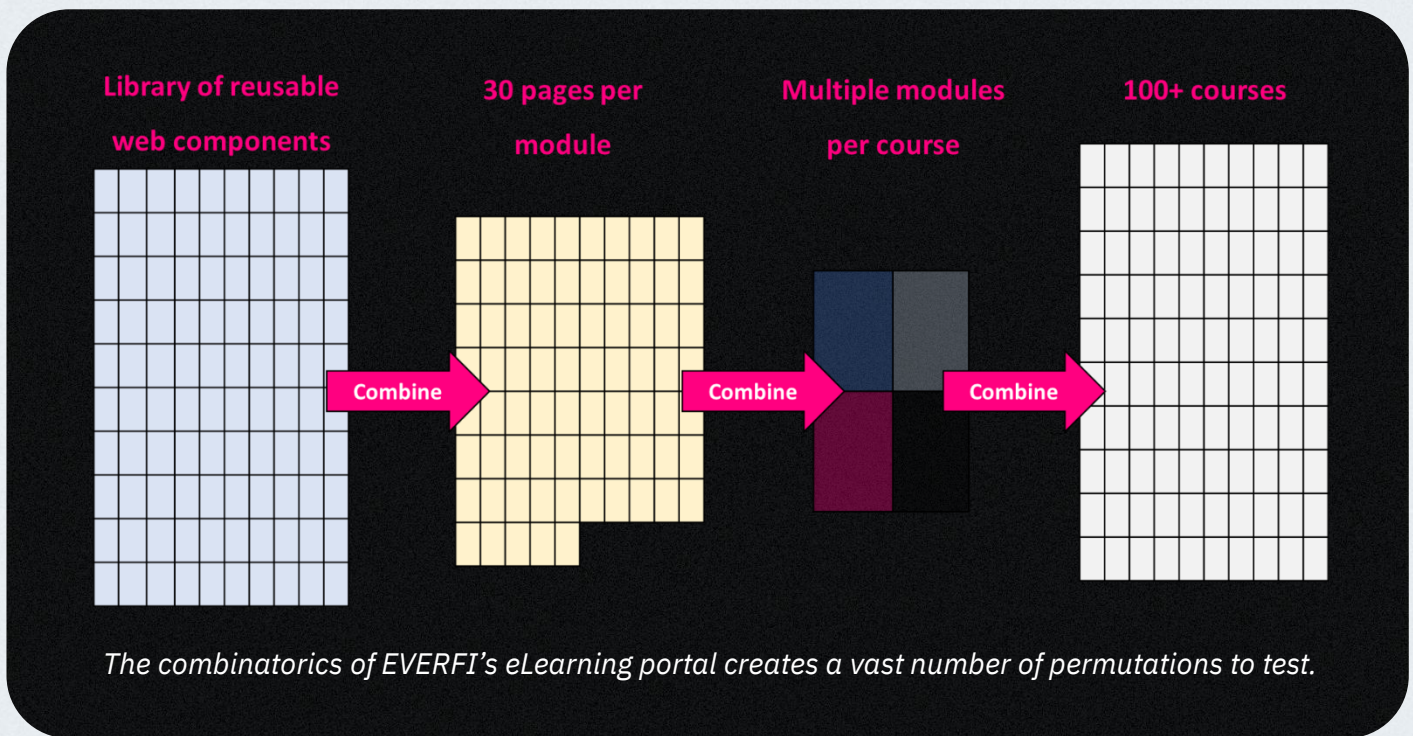 Library of reusable
web components
30 pages per
module
Multiple modules
per course
100+ courses
Combine
Combine
Combine
The combinatorics of EVERFI’s eLearning portal creates a vast number of permutations to test.